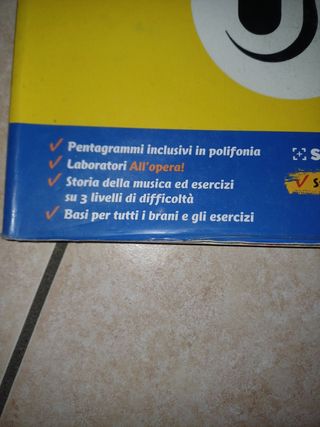 Pentagrammi inclusivi in polifonia
Laboratori All'opera!
Storia della musica ed esercizi
su 3 livelli di difficoltà
Basi per tutti i brani e gli esercizi